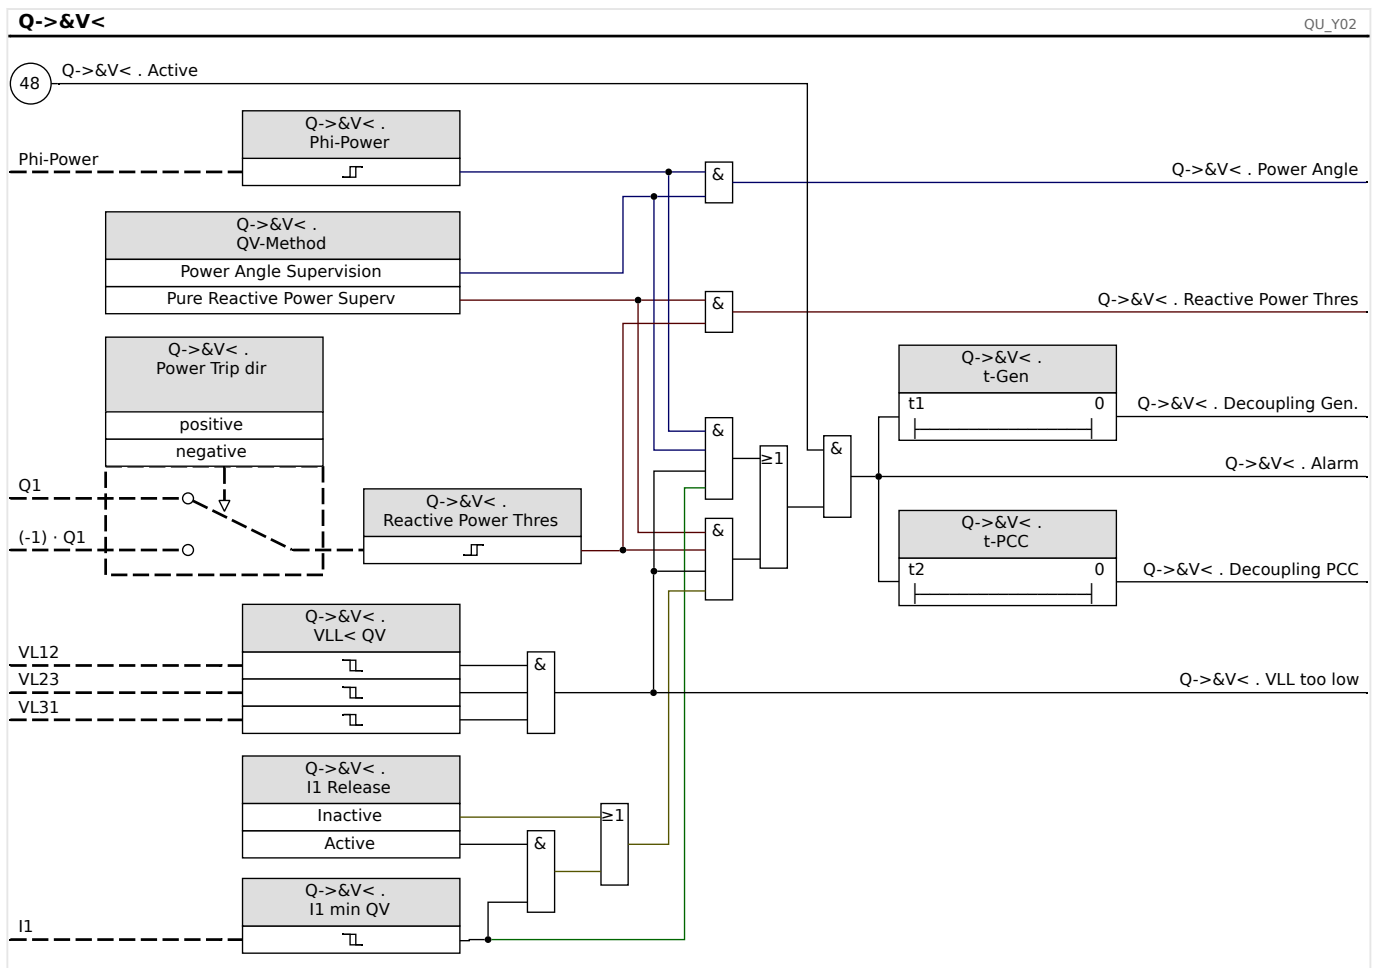 Q->&V<
QU_Y02
48
Q->&V< . Active
Q->&V< .
Phi-Power
Phi-Power
&
Q->&V< . Power Angle
Q->&V< .
QV-Method
Power Angle Supervision
Pure Reactive Power Superv
&
Q->&V< . Reactive Power Thres
Q->&V< .
Power Trip dir
positive
negative
Q->&V< .
t-Gen
t1 0
Q->&V< . Decoupling Gen.
&
≥1
&
Q->&V< . Alarm
Q1
(-1) · Q1
Q->&V< .
Reactive Power Thres
&
Q->&V< .
t-PCC
t2 0
Q->&V< . Decoupling PCC
Q->&V< .
VLL< QV
VL12
VL23
VL31
&
Q->&V< . VLL too low
Q->&V< .
I1 Release
Inactive
Active
≥1
&
Q->&V< .
I1 min QV
I1